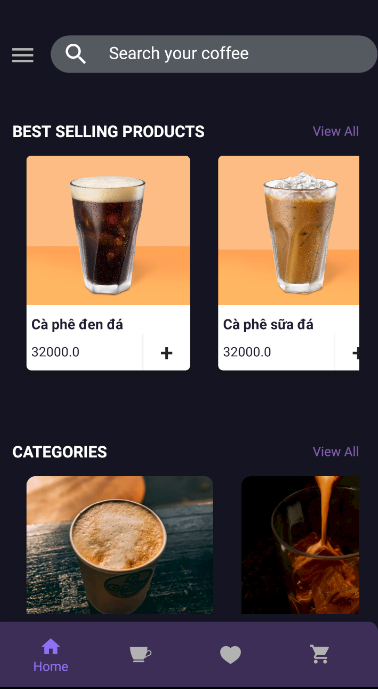 Search your coffee
BEST SELLING PRODUCTS View All
Cà phê đen đá
32000.0 +
Cà phê sữa đá
32000.0 +
CATEGORIES View All
Home